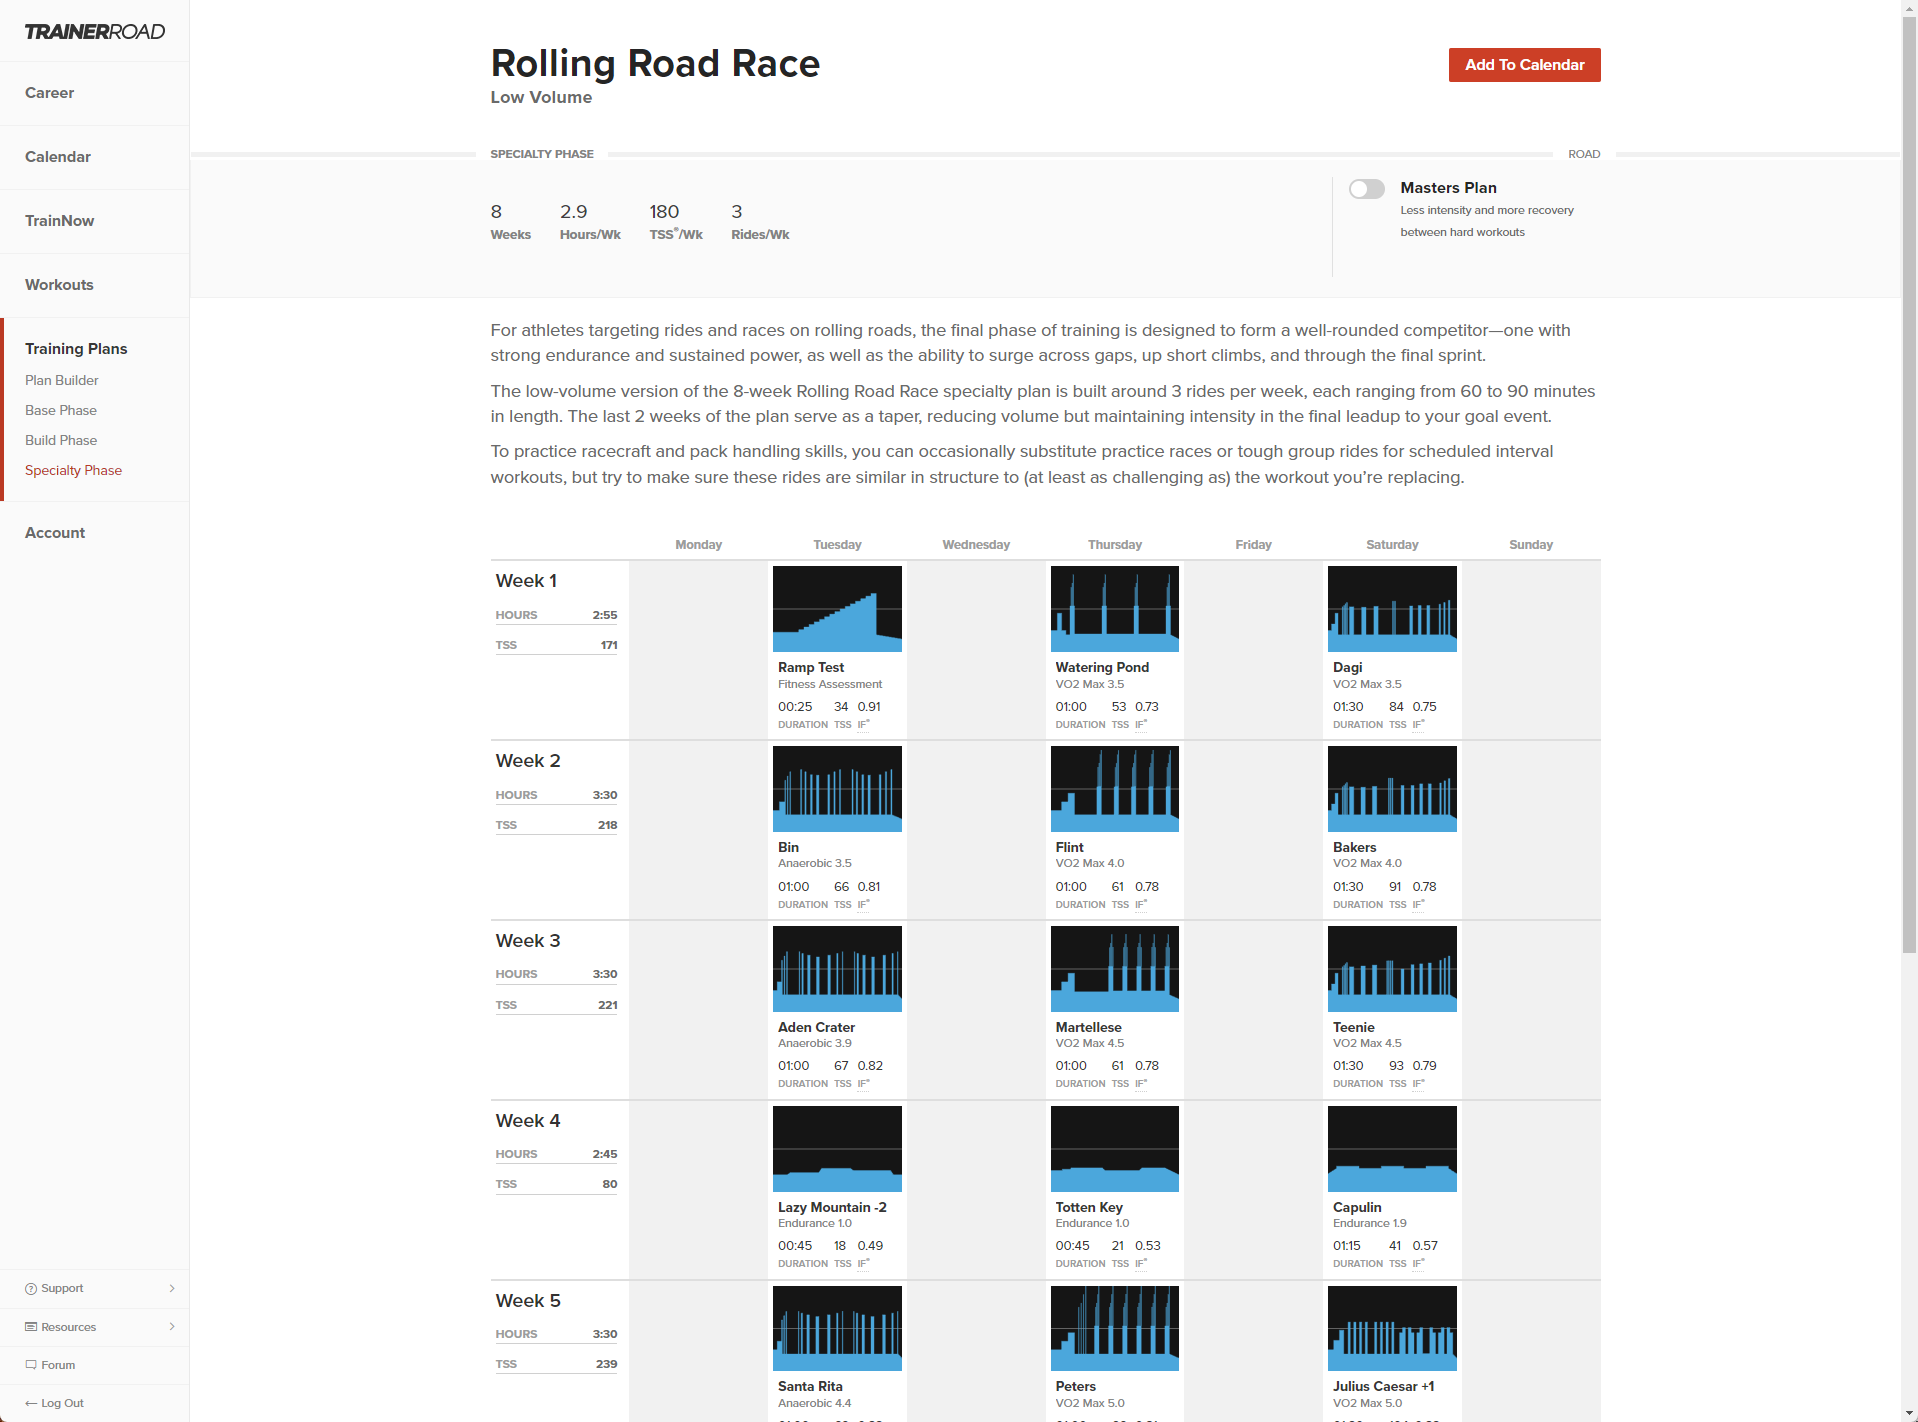 TRAINERROAD
Career
Calendar
TrainNow
Workouts
Training Plans
Plan Builder
Base Phase
Build Phase
Specialty Phase
Account
Support
Resources
Forum
Log Out
Rolling Road Race
Low Volume
Add To Calendar
SPECIALTY PHASE
ROAD
8 2.9 180 3
Weeks Hours/Wk TSS®/Wk Rides/Wk
Masters Plan
Less intensity and more recovery
between hard workouts
For athletes targeting rides and races on rolling roads, the final phase of training is designed to form a well-rounded competitor—one with
strong endurance and sustained power, as well as the ability to surge across gaps, up short climbs, and through the final sprint.
The low-volume version of the 8-week Rolling Road Race specialty plan is built around 3 rides per week, each ranging from 60 to 90 minutes
in length. The last 2 weeks of the plan serve as a taper, reducing volume but maintaining intensity in the final leadup to your goal event.
To practice racecraft and pack handling skills, you can occasionally substitute practice races or tough group rides for scheduled interval
workouts, but try to make sure these rides are similar in structure to (at least as challenging as) the workout you’re replacing.
Monday Tuesday Wednesday Thursday Friday Saturday Sunday
Week 1
HOURS 2:55
TSS 171
Ramp Test
Fitness Assessment
00:25 34 0.91
DURATION TSS IF®
Watering Pond
VO2 Max 3.5
01:00 53 0.73
DURATION TSS IF®
Dagi
VO2 Max 3.5
01:30 84 0.75
DURATION TSS IF®
Week 2
HOURS 3:30
TSS 218
Bin
Anaerobic 3.5
01:00 66 0.81
DURATION TSS IF®
Flint
VO2 Max 4.0
01:00 61 0.78
DURATION TSS IF®
Bakers
VO2 Max 4.0
01:30 91 0.78
DURATION TSS IF®
Week 3
HOURS 3:30
TSS 221
Aden Crater
Anaerobic 3.9
01:00 67 0.82
DURATION TSS IF®
Martellese
VO2 Max 4.5
01:00 61 0.78
DURATION TSS IF®
Teenie
VO2 Max 4.5
01:30 93 0.79
DURATION TSS IF®
Week 4
HOURS 2:45
TSS 80
Lazy Mountain -2
Endurance 1.0
00:45 18 0.49
DURATION TSS IF®
Totten Key
Endurance 1.0
00:45 21 0.53
DURATION TSS IF®
Capulin
Endurance 1.9
01:15 41 0.57
DURATION TSS IF®
Week 5
HOURS 3:30
TSS 239
Santa Rita
Anaerobic 4.4
Peters
VO2 Max 5.0
Julius Caesar +1
VO2 Max 5.0